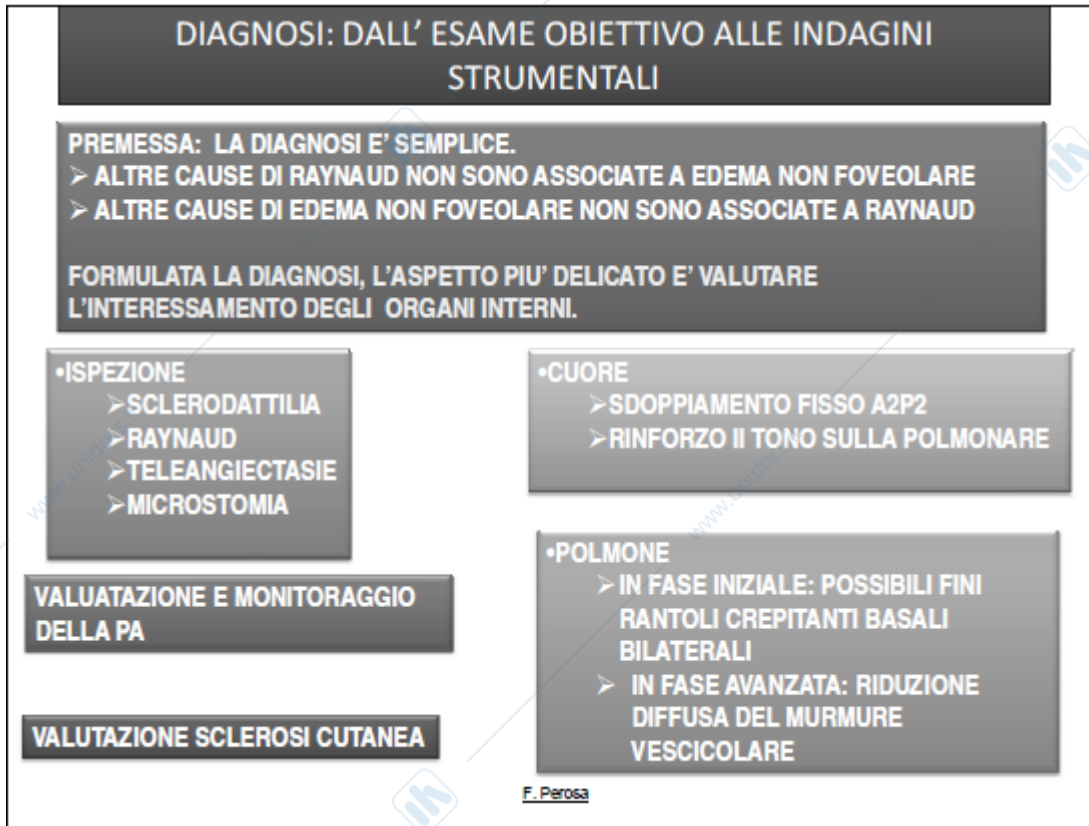 DIAGNOSI: DALL' ESAME OBIETTIVO ALLE INDAGINI
STRUMENTALI
PREMESSA: LA DIAGNOSI E' SEMPLICE.
➢ ALTRE CAUSE DI RAYNAUD NON SONO ASSOCIATE A EDEMA NON FOVEOLARE
➢ ALTRE CAUSE DI EDEMA NON FOVEOLARE NON SONO ASSOCIATE A RAYNAUD
FORMULATA LA DIAGNOSI, L'ASPETTO PIU' DELICATO E' VALUTARE
L'INTERESSAMENTO DEGLI ORGANI INTERNI.
•ISPEZIONE
➢SCLERODATTILIA
➢RAYNAUD
➢TELEANGIECTASIE
➢MICROSTOMIA
VALUATAZIONE E MONITORAGGIO
DELLA PA
VALUTAZIONE SCLEROSI CUTANEA
•CUORE
➢SDOPPIAMENTO FISSO A2P2
➢RINFORZO II TONO SULLA POLMONARE
•POLMONE
➢IN FASE INIZIALE: POSSIBILI FINI
RANTOLI CREPITANTI BASALI
BILATERALI
➢ IN FASE AVANZATA: RIDUZIONE
DIFFUSA DEL MURMURE
VESCICOLARE
F. Perosa